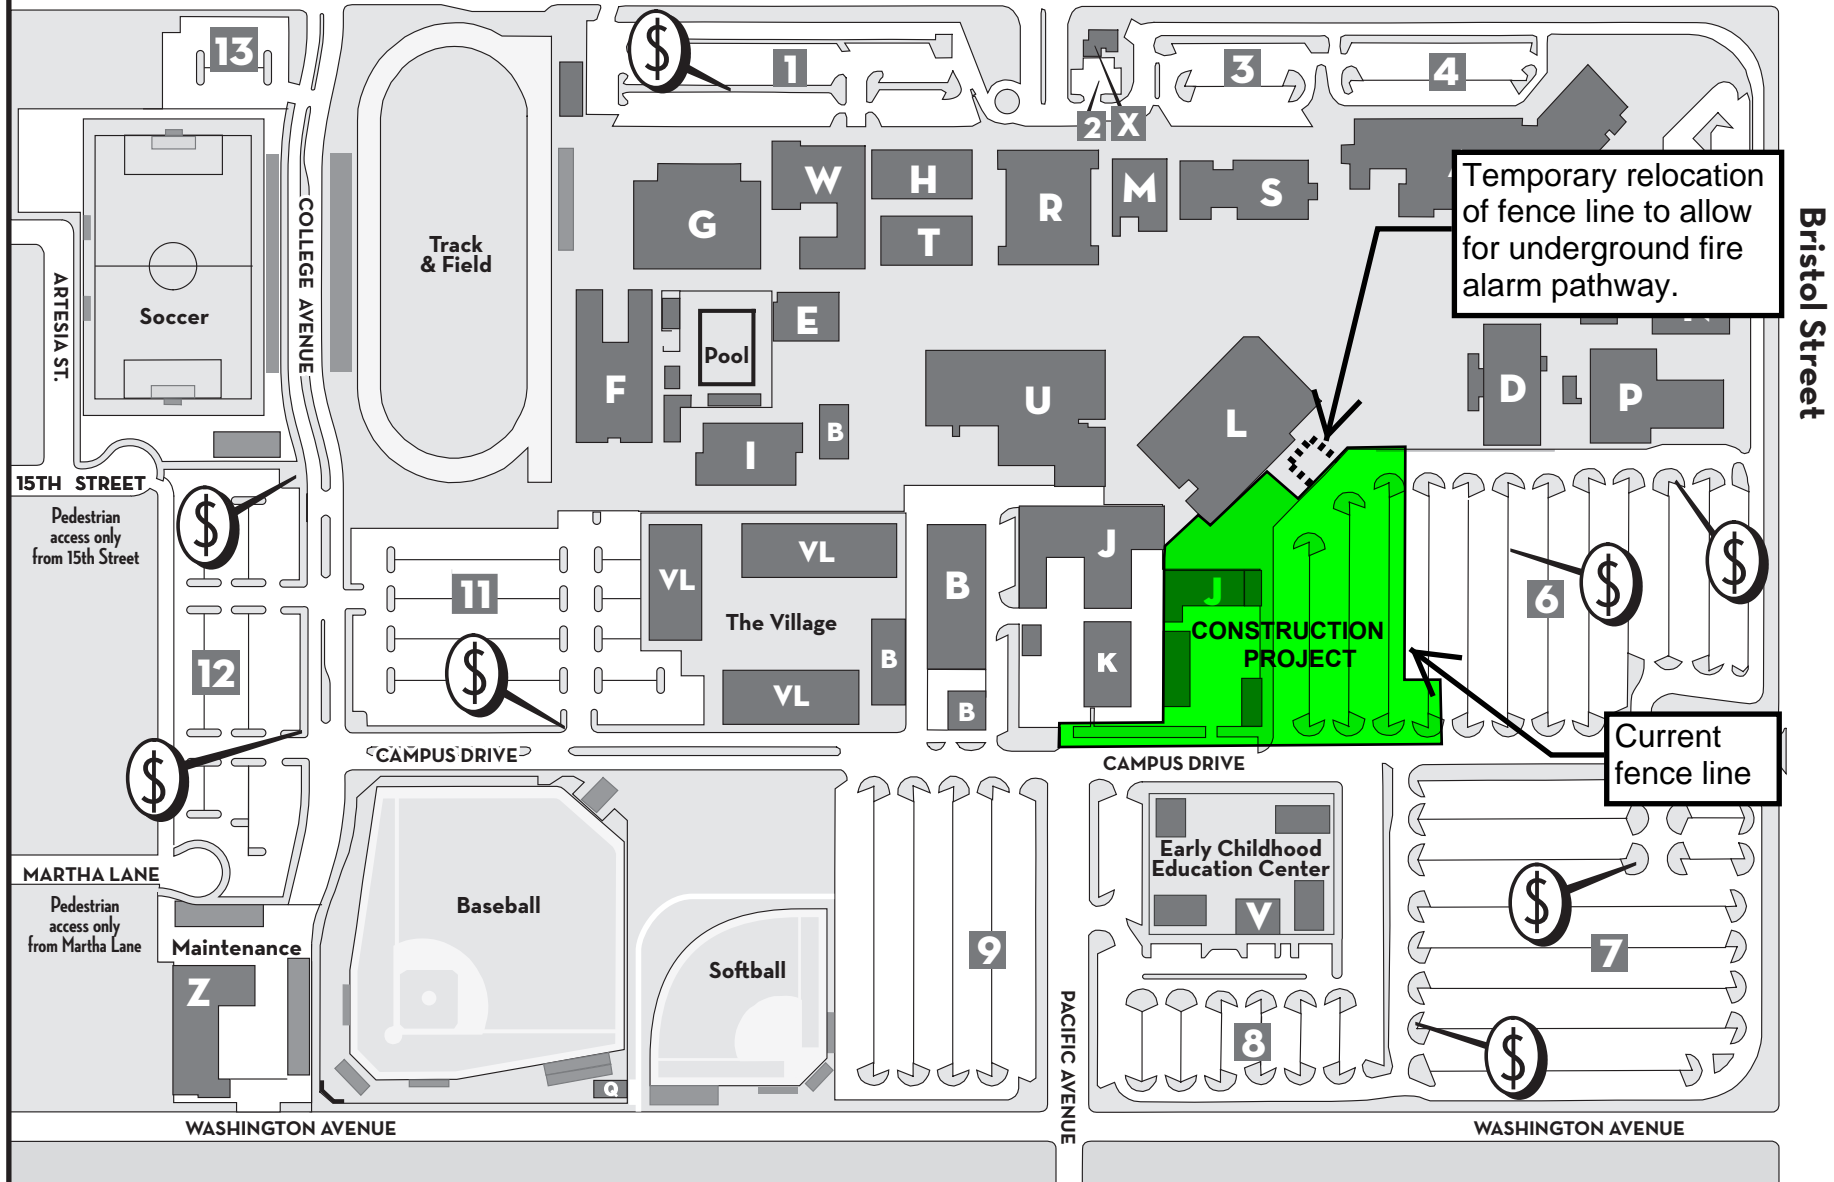 13
$
1
3
4
2
X
W
H
T
G
R
M
S
Temporary relocation
of fence line to allow
for underground fire
alarm pathway.
Bristol Street
COLLEGE AVENUE
ARTESIA ST.
Track
& Field
Soccer
E
F
Pool
U
L
D
P
I
B
15TH STREET
Pedestrian
access only
from 15th Street
$
11
VL
VL
The Village
VL
B
B
B
J
K
J
CONSTRUCTION
PROJECT
6
$
$
12
$
$
CAMPUS DRIVE
CAMPUS DRIVE
Current
fence line
MARTHA LANE
Pedestrian
access only
from Martha Lane
Maintenance
Z
Baseball
Softball
Q
9
PACIFIC AVENUE
Early Childhood
Education Center
V
8
$
7
$
WASHINGTON AVENUE
WASHINGTON AVENUE